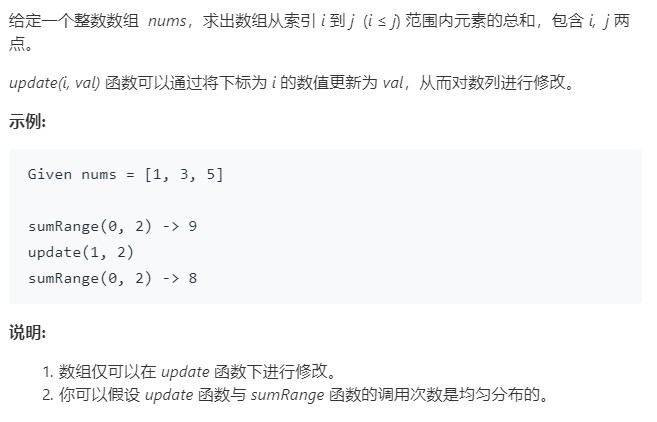 给定一个整数数组  nums，求出数组从索引 i 到 j  (i ≤ j) 范围内元素的总和，包含 i,  j 两
点。
update(i, val) 函数可以通过将下标为 i 的数值更新为 val，从而对数列进行修改。
示例:
Given nums = [1, 3, 5]
sumRange(0, 2) -> 9
update(1, 2)
sumRange(0, 2) -> 8
说明:
1. 数组仅可以在 update 函数下进行修改。
2. 你可以假设 update 函数与 sumRange 函数的调用次数是均匀分布的。